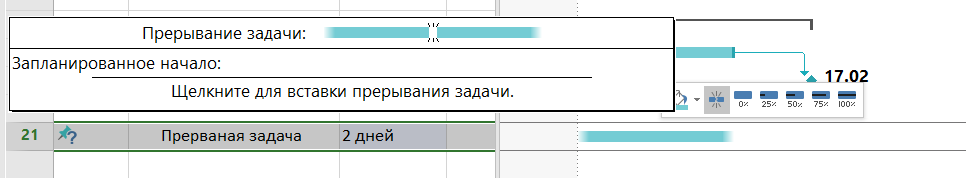 Прерывание задачи:
Запланированное начало:
Щелкните для вставки прерывания задачи.
17.02
0% 25% 50% 75% 100%
21 ? Прерванная задача 2 дней